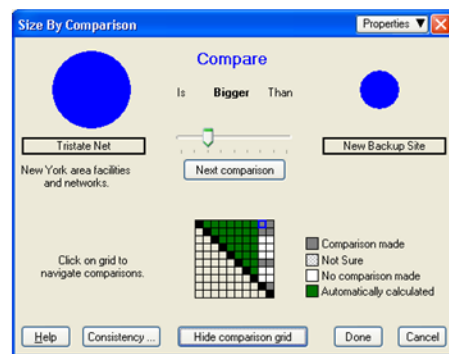 Size By Comparison
Properties ▼
Compare
Is Bigger Than
Tristate Net
New Backup Site
New York area facilities
and networks.
Next comparison
Click on grid to
navigate comparisons.
Comparison made
Not Sure
No comparison made
Automatically calculated
Help
Consistency ...
Hide comparison grid
Done
Cancel